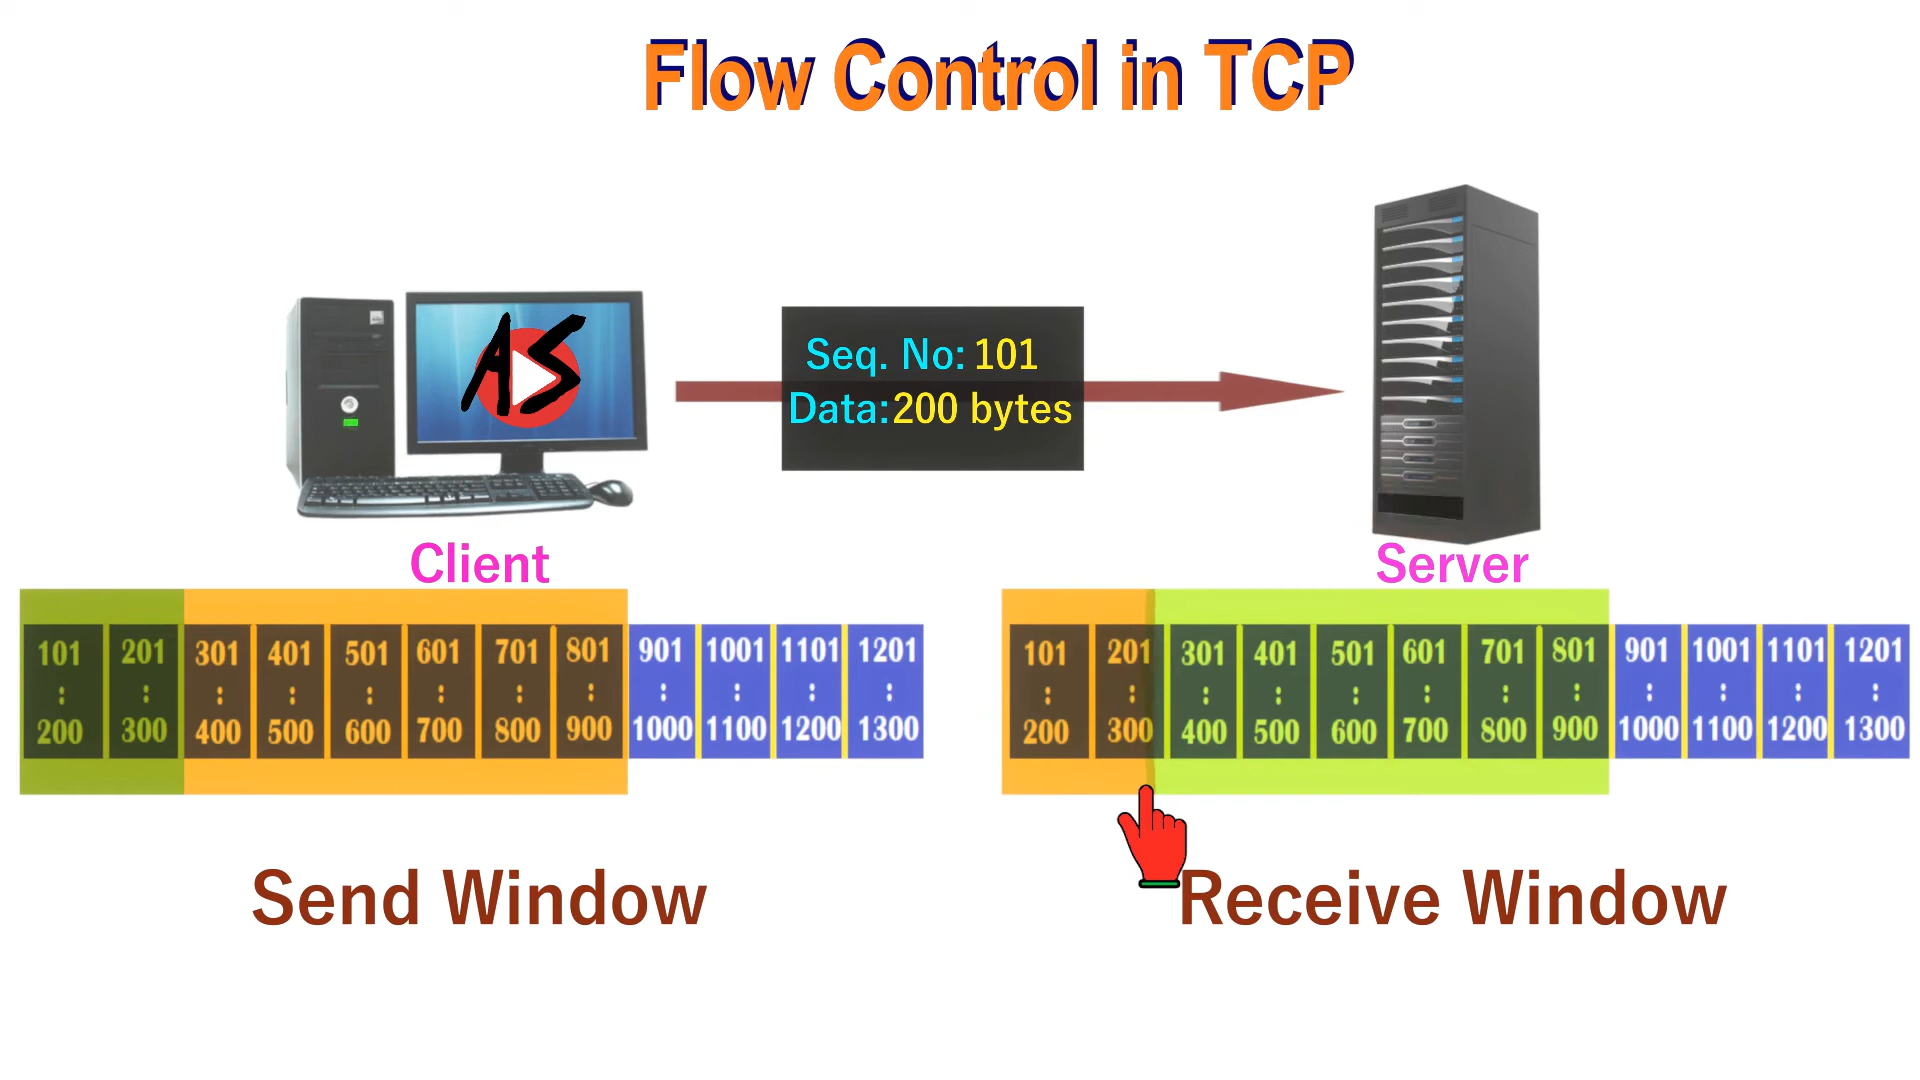 Flow Control in TCP
AS
Seq. No: 101
Data: 200 bytes
Client
Server
101 201 301 401 501 601 701 801 901 1001 1101 1201
: : : : : : : : : : : :
200 300 400 500 600 700 800 900 1000 1100 1200 1300
101 201 301 401 501 601 701 801 901 1001 1101 1201
: : : : : : : : : : : :
200 300 400 500 600 700 800 900 1000 1100 1200 1300
Send Window
Receive Window